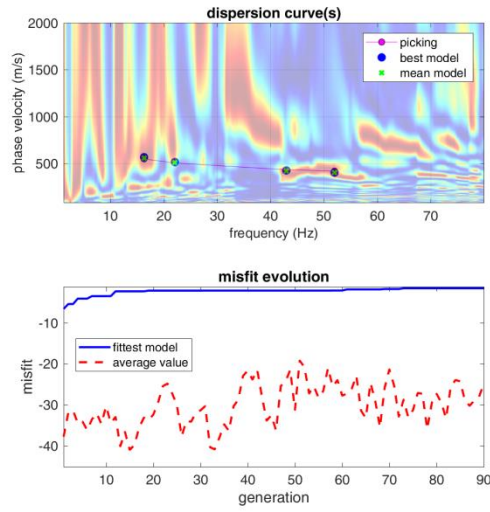 dispersion curve(s)
2000
1500
1000
500
phase velocity (m/s)
picking
best model
mean model
10 20 30 40 50 60 70
frequency (Hz)
misfit evolution
-10
-20
-30
-40
misfit
fittest model
average value
10 20 30 40 50 60 70 80 90
generation